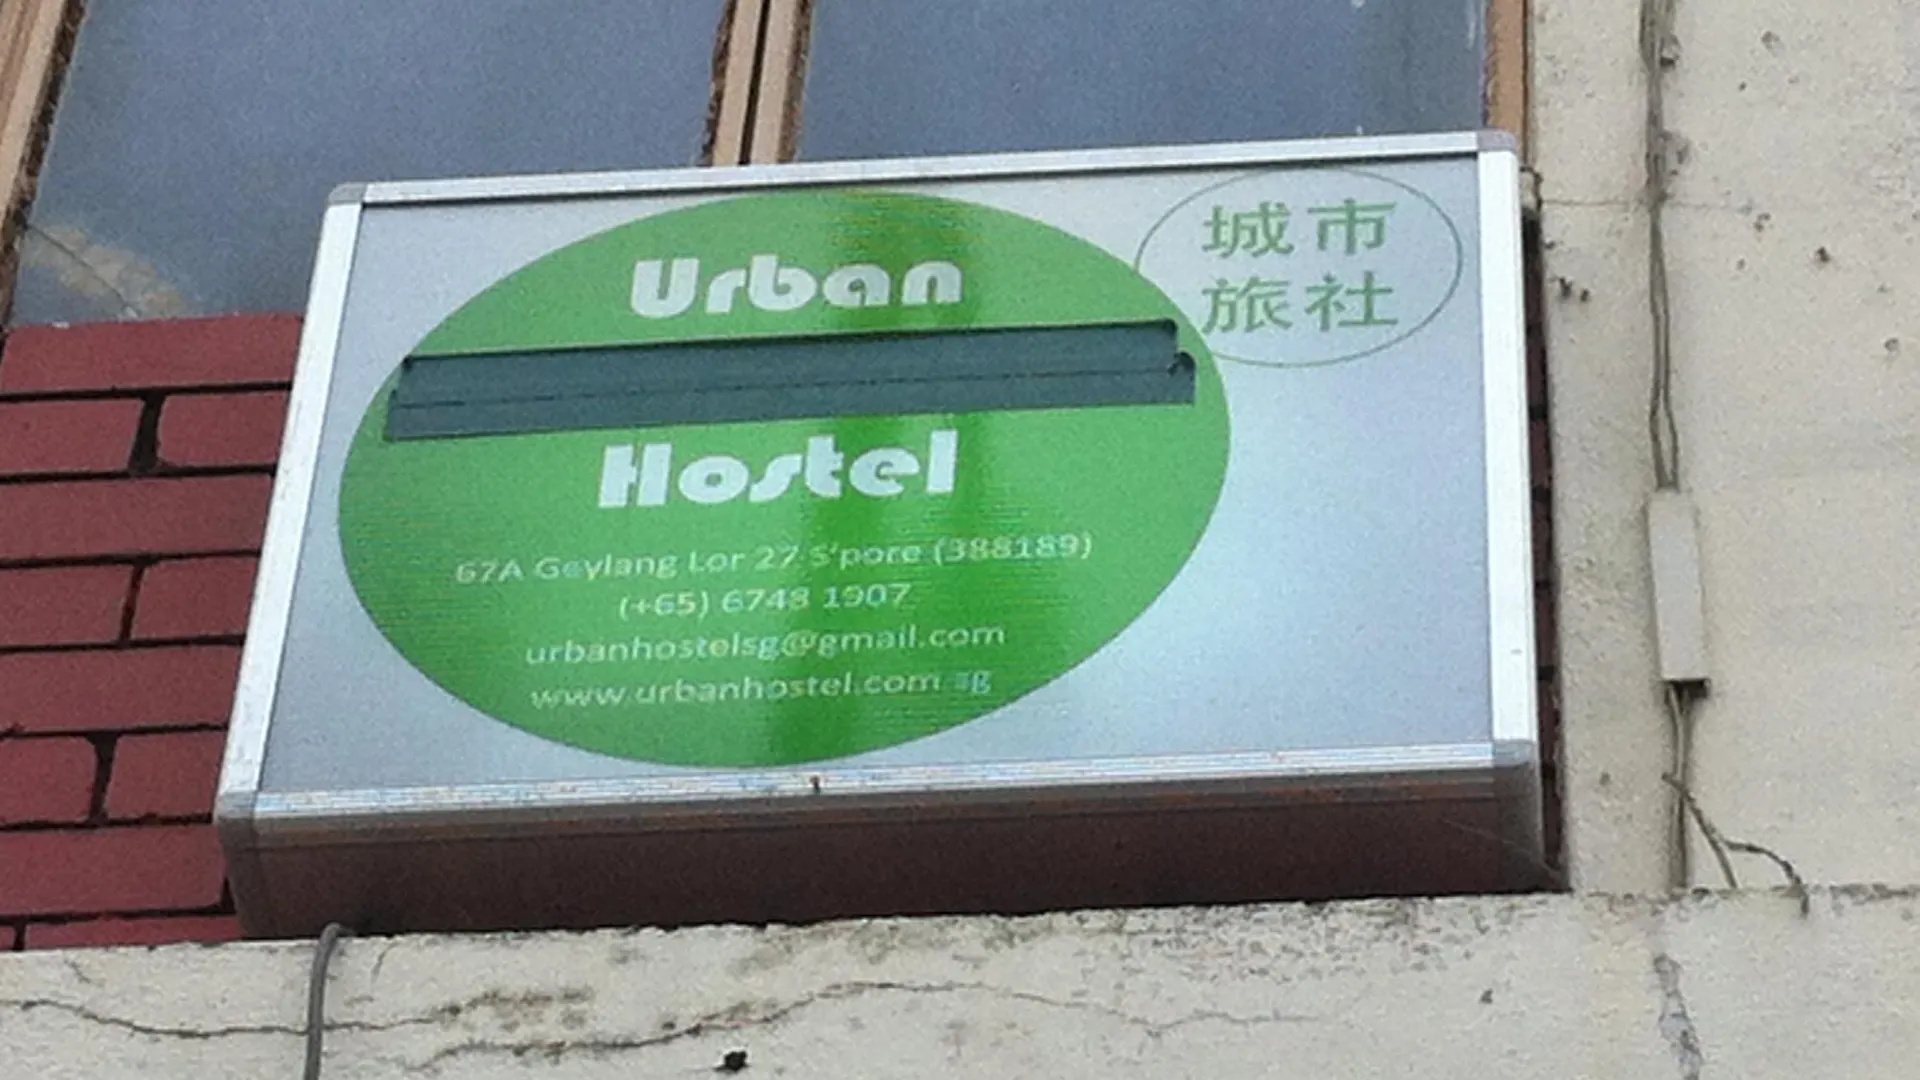 Urban
Hostel
67A Geylang Lor 27 S'pore (388189)
(+65) 6748 1907
urbanhostelsg@gmail.com
www.urbanhostel.com.sg
城市
旅社